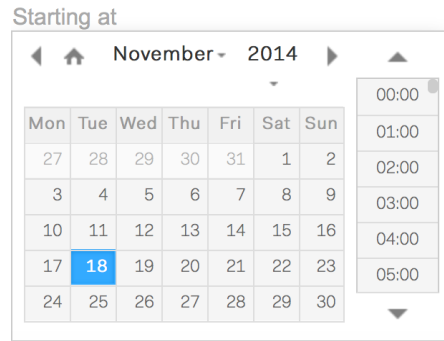 Starting at
November 2014
Mon Tue Wed Thu Fri Sat Sun
27 28 29 30 31 1 2
3 4 5 6 7 8 9
10 11 12 13 14 15 16
17 18 19 20 21 22 23
24 25 26 27 28 29 30
00:00
01:00
02:00
03:00
04:00
05:00